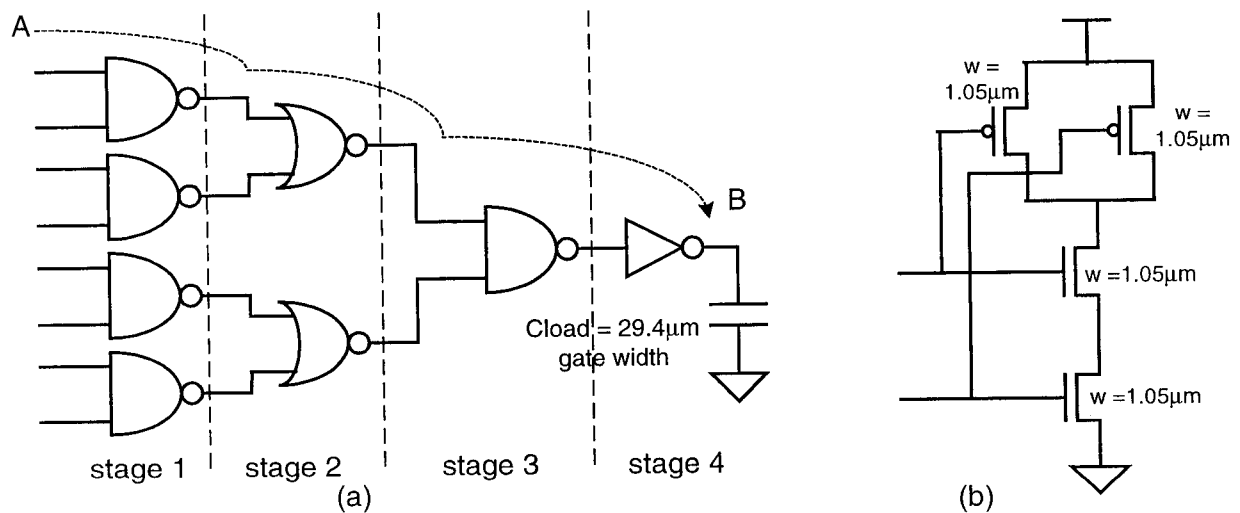 A
B
Cload = 29.4μm
gate width
stage 1
stage 2
stage 3
stage 4
(a)
w =
1.05μm
w =
1.05μm
w =1.05μm
w =1.05μm
(b)